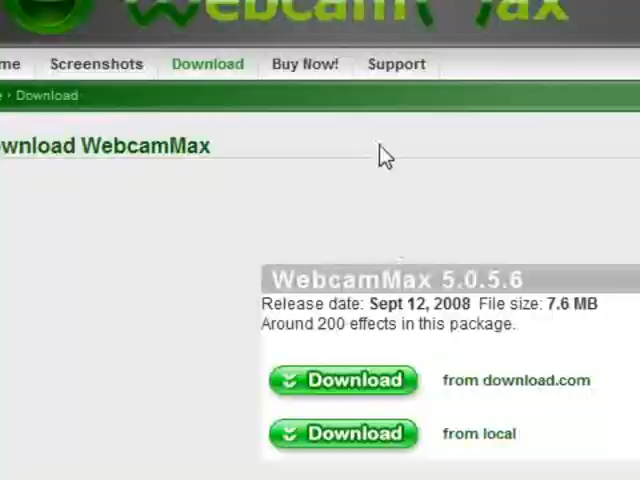 Screenshots Download Buy Now! Support
Download
WebcamMax
WebcamMax 5.0.5.6
Release date: Sept 12, 2008 File size: 7.6 MB
Around 200 effects in this package.
Download from download.com
Download from local